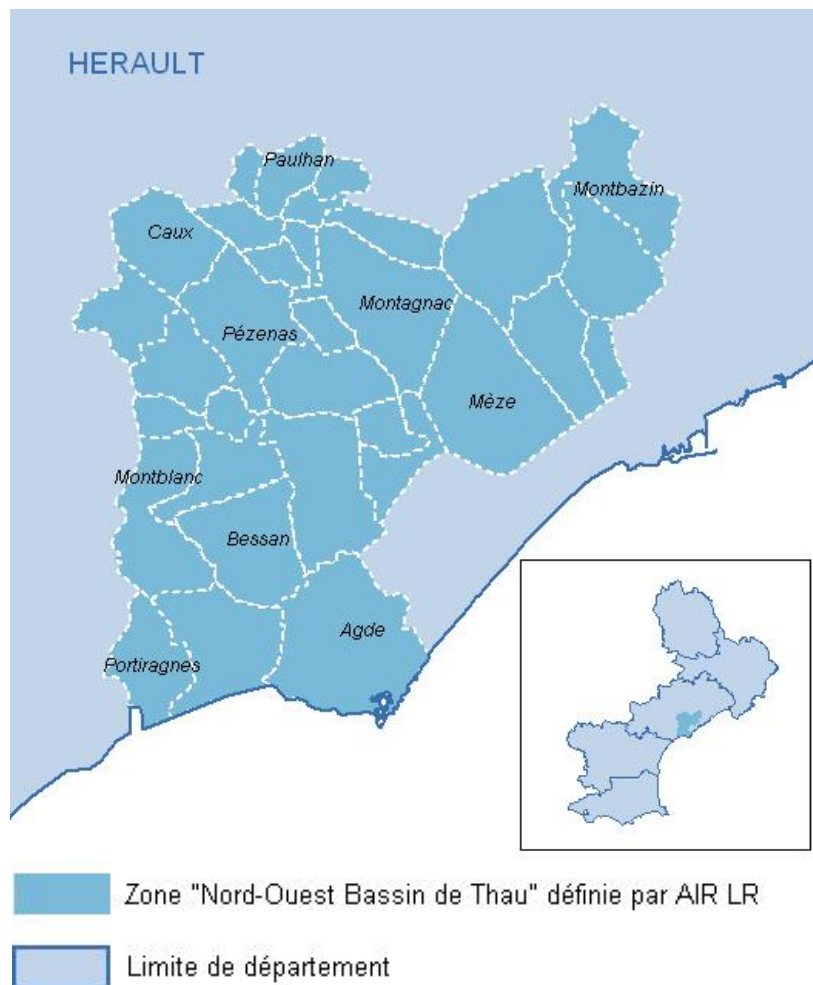 HERAULT
Paulhan
Montbazin
Caux
Montagnac
Pézenas
Mèze
Montblanc
Bessan
Agde
Portiragnes
Zone "Nord-Ouest Bassin de Thau" définie par AIR LR
Limite de département